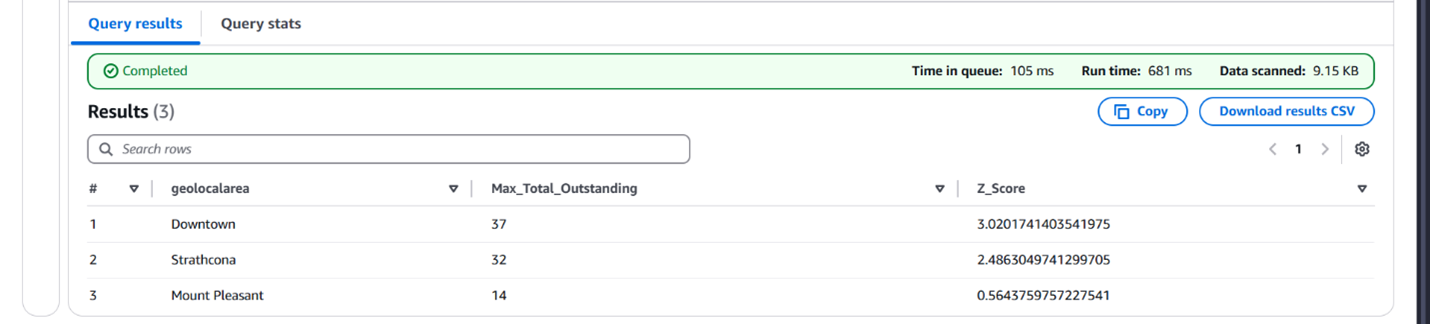 Query results Query stats
Completed Time in queue: 105 ms Run time: 681 ms Data scanned: 9.15 KB
Results (3) Copy Download results CSV
Search rows 1
# geolocalarea Max_Total_Outstanding Z_Score
1 Downtown 37 3.0201741403541975
2 Strathcona 32 2.4863049741299705
3 Mount Pleasant 14 0.5643759757227541